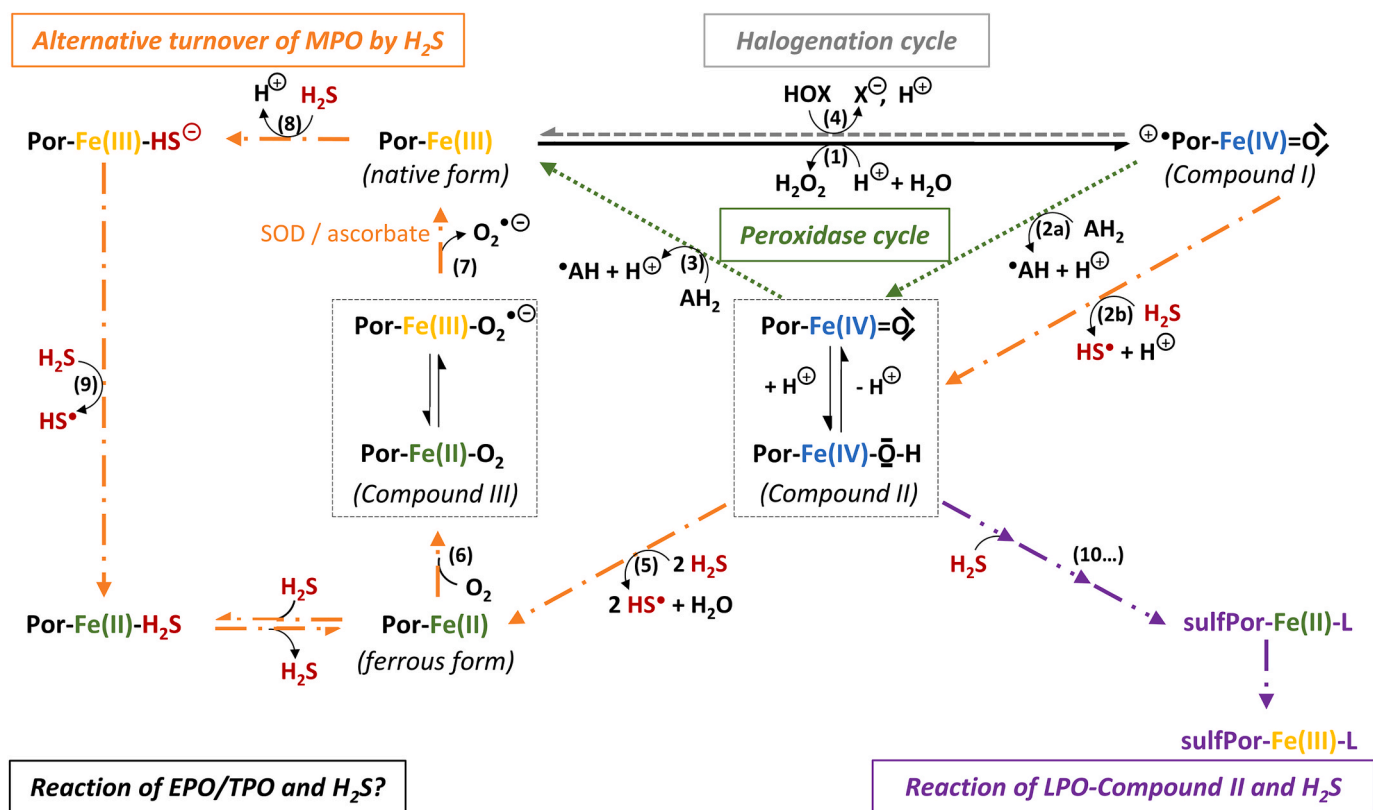 Alternative turnover of MPO by H₂S
Halogenation cycle
H⊕ H₂S
(8)
HOX X⊖, H⊕
(4)
Por-Fe(III)-HS⊖
Por-Fe(III)
(native form)
⊕•Por-Fe(IV)=O
(Compound I)
(1)
H₂O₂ H⊕ + H₂O
Peroxidase cycle
SOD / ascorbate
O₂•⊖
(7)
•AH + H⊕
(3)
AH₂
(2a) AH₂
•AH + H⊕
(2b) H₂S
HS• + H⊕
Por-Fe(III)-O₂•⊖
Por-Fe(II)-O₂
(Compound III)
Por-Fe(IV)=O
+ H⊕ - H⊕
Por-Fe(IV)-O-H
(Compound II)
H₂S
(9)
HS•
(6)
O₂
(5) 2 H₂S
2 HS• + H₂O
H₂S
(10...)
Por-Fe(II)-H₂S
H₂S
H₂S
Por-Fe(II)
(ferrous form)
sulfPor-Fe(II)-L
sulfPor-Fe(III)-L
Reaction of EPO/TPO and H₂S?
Reaction of LPO-Compound II and H₂S